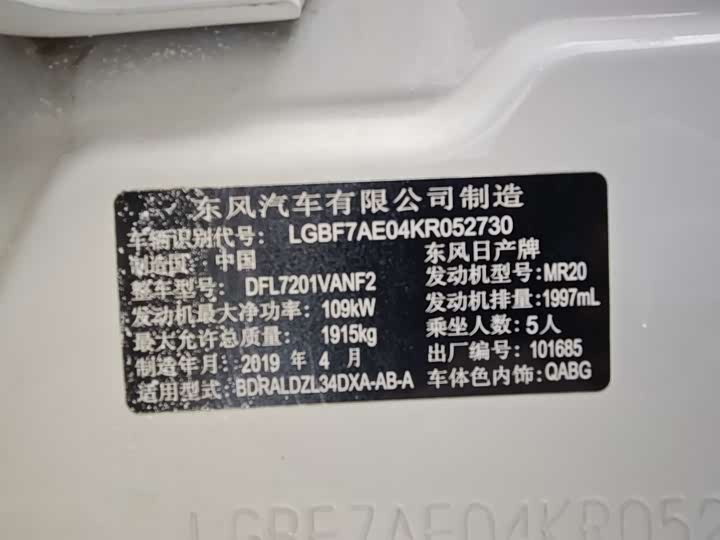 东风汽车有限公司制造
车辆识别代号: LGBF7AE04KR052730
制造国: 中国 东风日产牌
整车型号: DFL7201VANF2 发动机型号:MR20
发动机最大净功率: 109kW 发动机排量:1997mL
最大允许总质量: 1915kg 乘坐人数:5人
制造年月: 2019 年 4 月 出厂编号:101685
适用型式: BDRALDZL34DXA-AB-A 车体色内饰:QABG
LGBF7AE04KR052